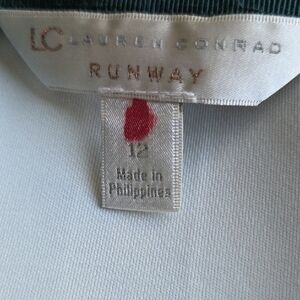 LC LAUREN CONRAD
RUNWAY
12
Made in
Philippines